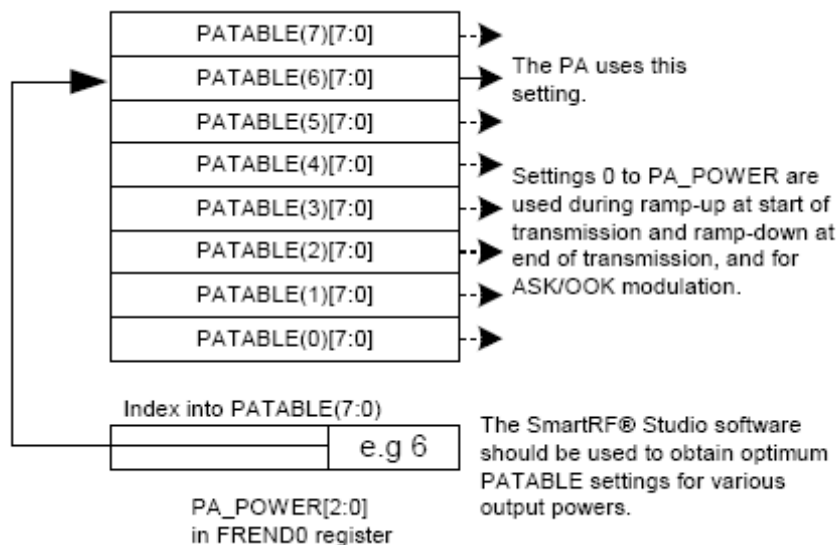 PATABLE(7)[7:0]
PATABLE(6)[7:0]
The PA uses this
setting.
PATABLE(5)[7:0]
PATABLE(4)[7:0]
PATABLE(3)[7:0]
PATABLE(2)[7:0]
PATABLE(1)[7:0]
PATABLE(0)[7:0]
Settings 0 to PA_POWER are
used during ramp-up at start of
transmission and ramp-down at
end of transmission, and for
ASK/OOK modulation.
Index into PATABLE(7:0)
e.g 6
PA_POWER[2:0]
in FREND0 register
The SmartRF® Studio software
should be used to obtain optimum
PATABLE settings for various
output powers.